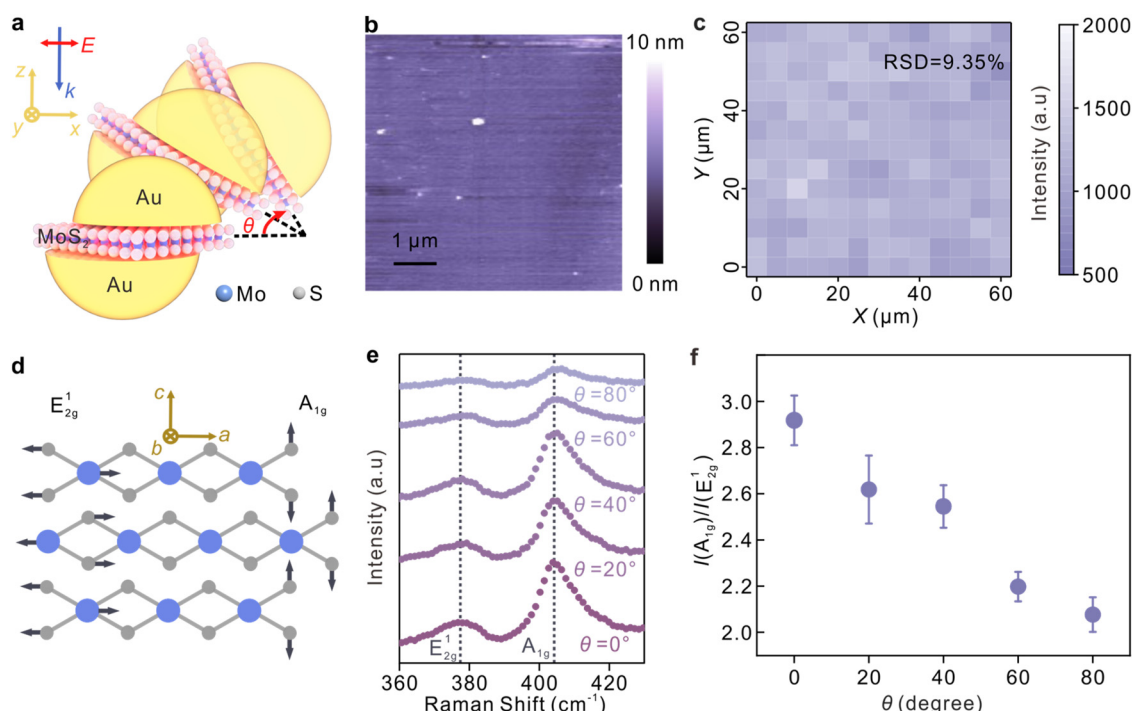 a
E
k
z
y
x
Au
MoS₂
Au
θ
Mo
S
b
10 nm
1 μm
0 nm
c
RSD=9.35%
Y (μm)
60
40
20
0
0
20
40
60
X (μm)
2000
1500
1000
500
Intensity (a.u)
d
E¹₂g
A₁g
c
b
a
e
Intensity (a.u)
θ=80°
θ=60°
θ=40°
θ=20°
θ=0°
E¹₂g
A₁g
360
380
400
420
Raman Shift (cm⁻¹)
f
I(A₁g)/I(E¹₂g)
3.0
2.8
2.6
2.4
2.2
2.0
0
20
40
60
80
θ (degree)